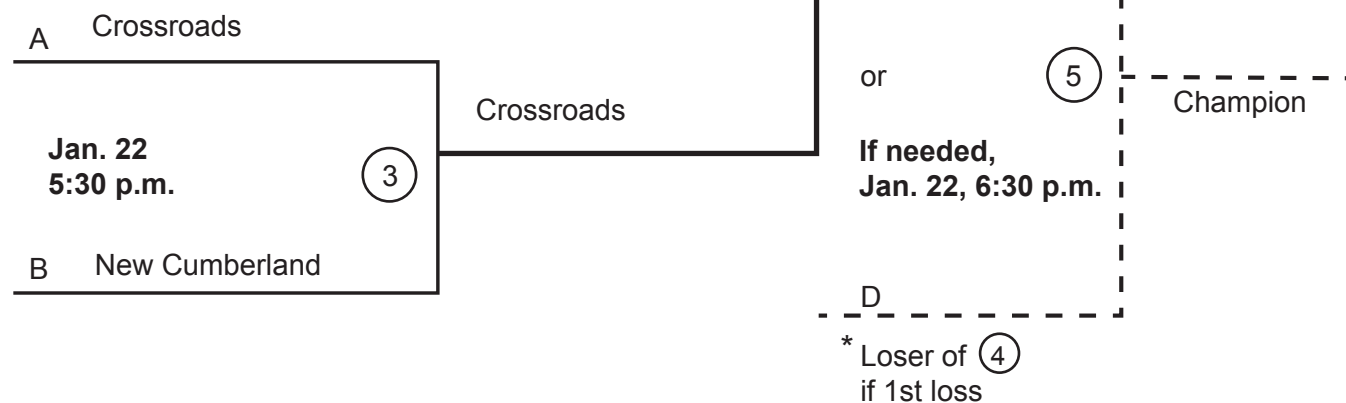 A Crossroads
Jan. 22
5:30 p.m.
3
B New Cumberland
Crossroads
or
5
If needed,
Jan. 22, 6:30 p.m.
D
* Loser of 4
if 1st loss
Champion